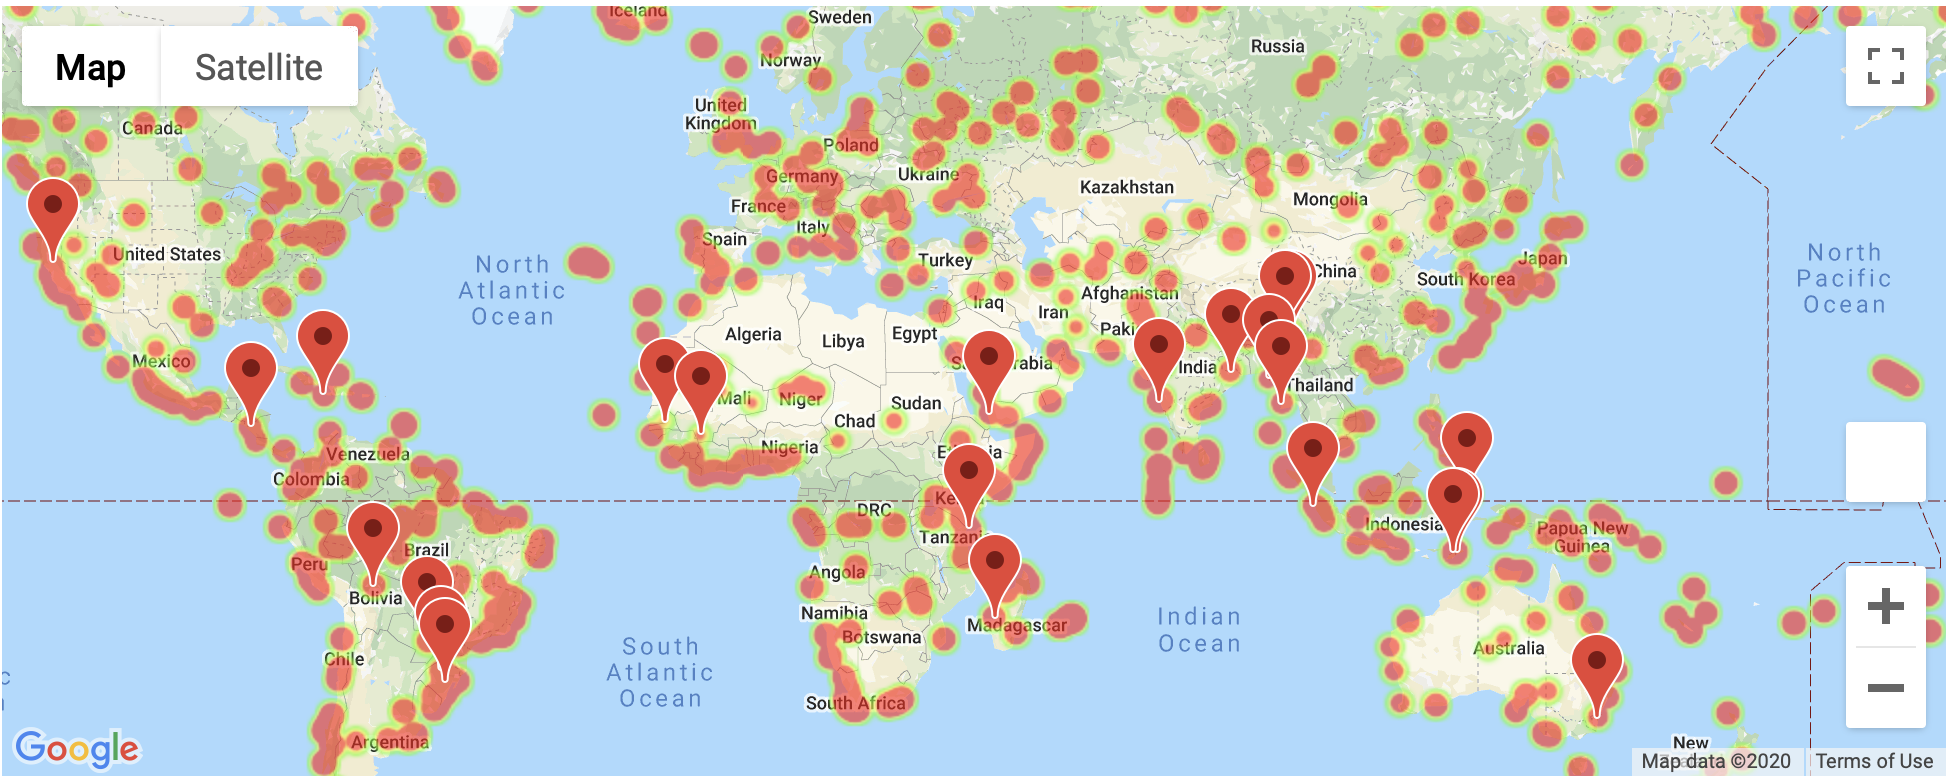 Iceland
Sweden
Russia
Map
Satellite
Norway
United
Kingdom
Canada
Poland
Germany
Ukraine
Kazakhstan
Mongolia
France
Italy
Spain
United States
North
Atlantic
Ocean
Turkey
China
Japan
South Korea
North
Pacific
Ocean
Afghanistan
Iraq
Iran
Algeria
Libya
Egypt
Paki
Mexico
India
Thailand
Mali
Niger
Sudan
Chad
Nigeria
Venezuela
Colombia
DRC
Indonesia
Papua New
Guinea
Tanzani
Brazil
Peru
Angola
Bolivia
Namibia
Botswana
Madagascar
Indian
Ocean
Australia
Chile
South
Atlantic
Ocean
South Africa
Argentina
New
Google
Map data ©2020
Terms of Use